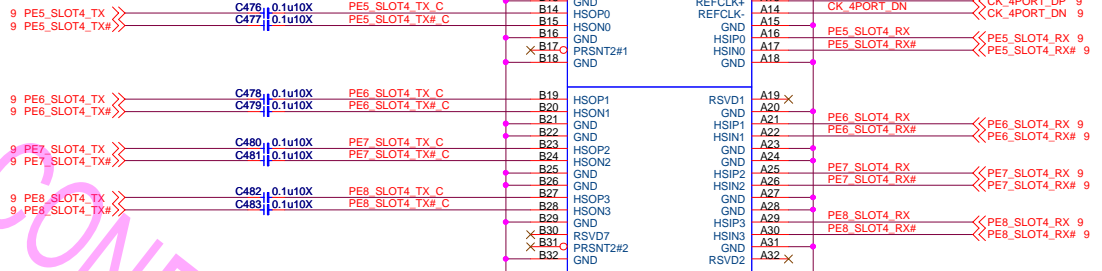 GND REFCLK+ CK_4PORT_DP 9
C476 0.1u10X PE5_SLOT4_TX_C B14 HSOP0 REFCLK- A14 CK_4PORT_DN CK_4PORT_DN 9
9 PE5_SLOT4_TX
C477 0.1u10X PE5_SLOT4_TX#_C B15 HSON0 GND A15
9 PE5_SLOT4_TX#
B16 GND HSIP0 A16 PE5_SLOT4_RX PE5_SLOT4_RX 9
B17 PRSNT2#1 HSIN0 A17 PE5_SLOT4_RX# PE5_SLOT4_RX# 9
B18 GND GND A18
9 PE6_SLOT4_TX C478 0.1u10X PE6_SLOT4_TX_C B19 HSOP1 RSVD1 A19
9 PE6_SLOT4_TX# C479 0.1u10X PE6_SLOT4_TX#_C B20 HSON1 GND A20
B21 GND HSIP1 A21 PE6_SLOT4_RX PE6_SLOT4_RX 9
B22 GND HSIN1 A22 PE6_SLOT4_RX# PE6_SLOT4_RX# 9
9 PE7_SLOT4_TX C480 0.1u10X PE7_SLOT4_TX_C B23 HSOP2 GND A23
9 PE7_SLOT4_TX# C481 0.1u10X PE7_SLOT4_TX#_C B24 HSON2 GND A24
B25 GND HSIP2 A25 PE7_SLOT4_RX PE7_SLOT4_RX 9
B26 GND HSIN2 A26 PE7_SLOT4_RX# PE7_SLOT4_RX# 9
9 PE8_SLOT4_TX C482 0.1u10X PE8_SLOT4_TX_C B27 HSOP3 GND A27
9 PE8_SLOT4_TX# C483 0.1u10X PE8_SLOT4_TX#_C B28 HSON3 GND A28
B29 GND HSIP3 A29 PE8_SLOT4_RX PE8_SLOT4_RX 9
B30 RSVD7 HSIN3 A30 PE8_SLOT4_RX# PE8_SLOT4_RX# 9
B31 PRSNT2#2 GND A31
B32 GND RSVD2 A32